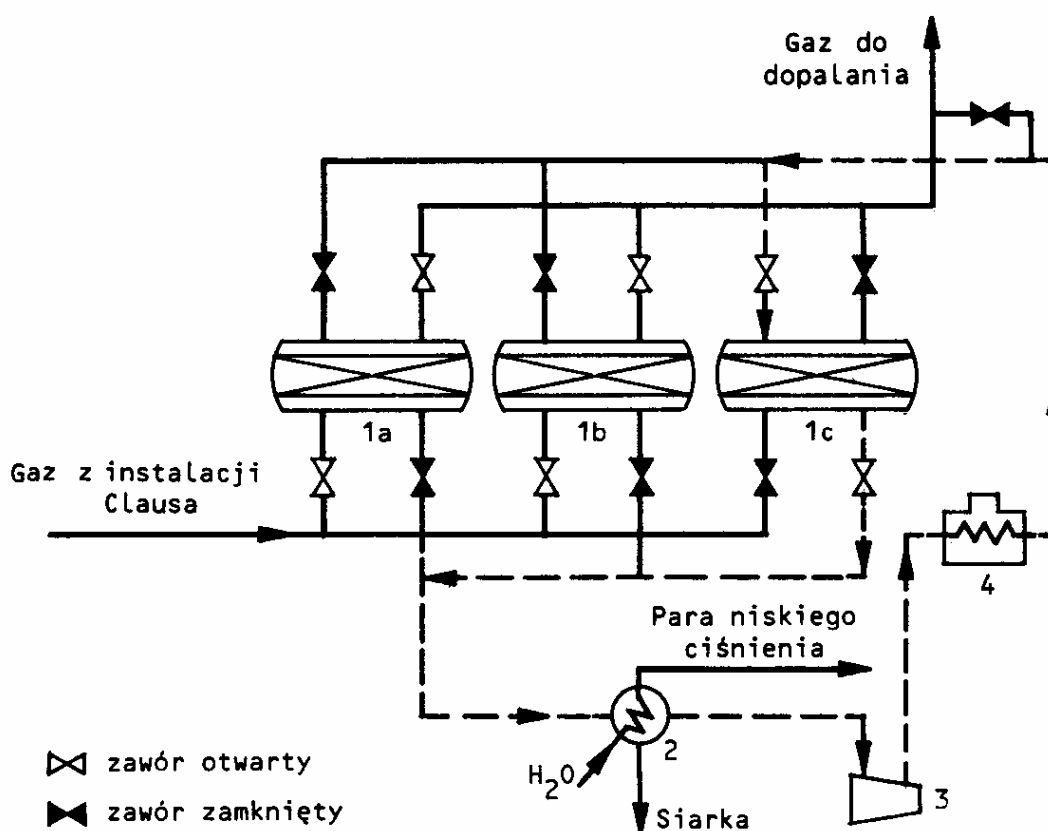 Gaz do
dopalania
1a
1b
1c
Gaz z instalacji
Clausa
4
Para niskiego
ciśnienia
2
H₂O
3
Siarka
zawór otwarty
zawór zamknięty